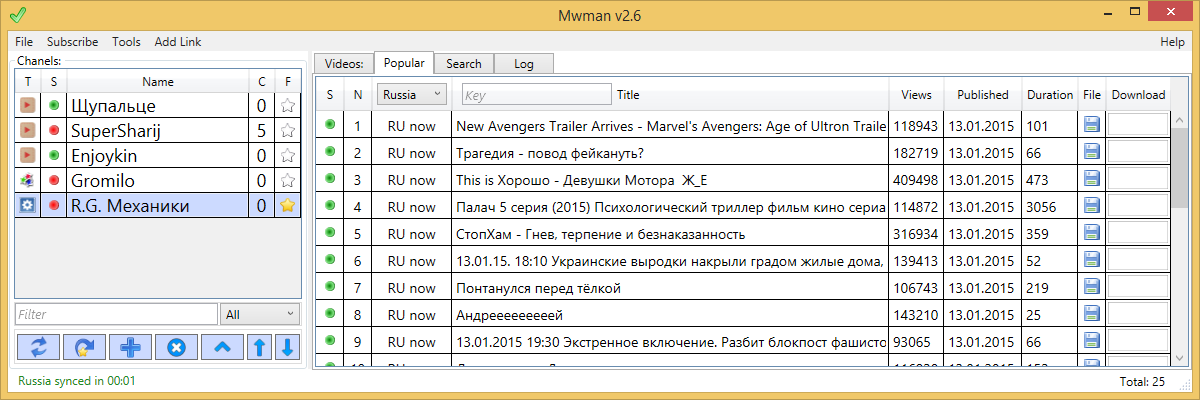 Mwman v2.6
File Subscribe Tools Add Link Help
Chanels:
T S Name C F
Щупальце 0
SuperSharij 5
Enjoykin 0
Gromilo 0
R.G. Механики 0
Filter All
Videos: Popular Search Log
S N Russia Key Title Views Published Duration File Download
1 RU now New Avengers Trailer Arrives - Marvel's Avengers: Age of Ultron Traile 118943 13.01.2015 101
2 RU now Трагедия - повод фейкануть? 182719 13.01.2015 66
3 RU now This is Хорошо - Девушки Мотора Ж_Е 409498 13.01.2015 473
4 RU now Палач 5 серия (2015) Психологический триллер фильм кино сериа 114872 13.01.2015 3056
5 RU now СтопХам - Гнев, терпение и безнаказанность 316934 13.01.2015 359
6 RU now 13.01.15. 18:10 Украинские выродки накрыли градом жилые дома, 139413 13.01.2015 52
7 RU now Понтанулся перед тёлкой 106743 13.01.2015 219
8 RU now Андреееееееей 143210 13.01.2015 25
9 RU now 13.01.2015 19:30 Экстренное включение. Разбит блокпост фашисто 93065 13.01.2015 66
Russia synced in 00:01 Total: 25